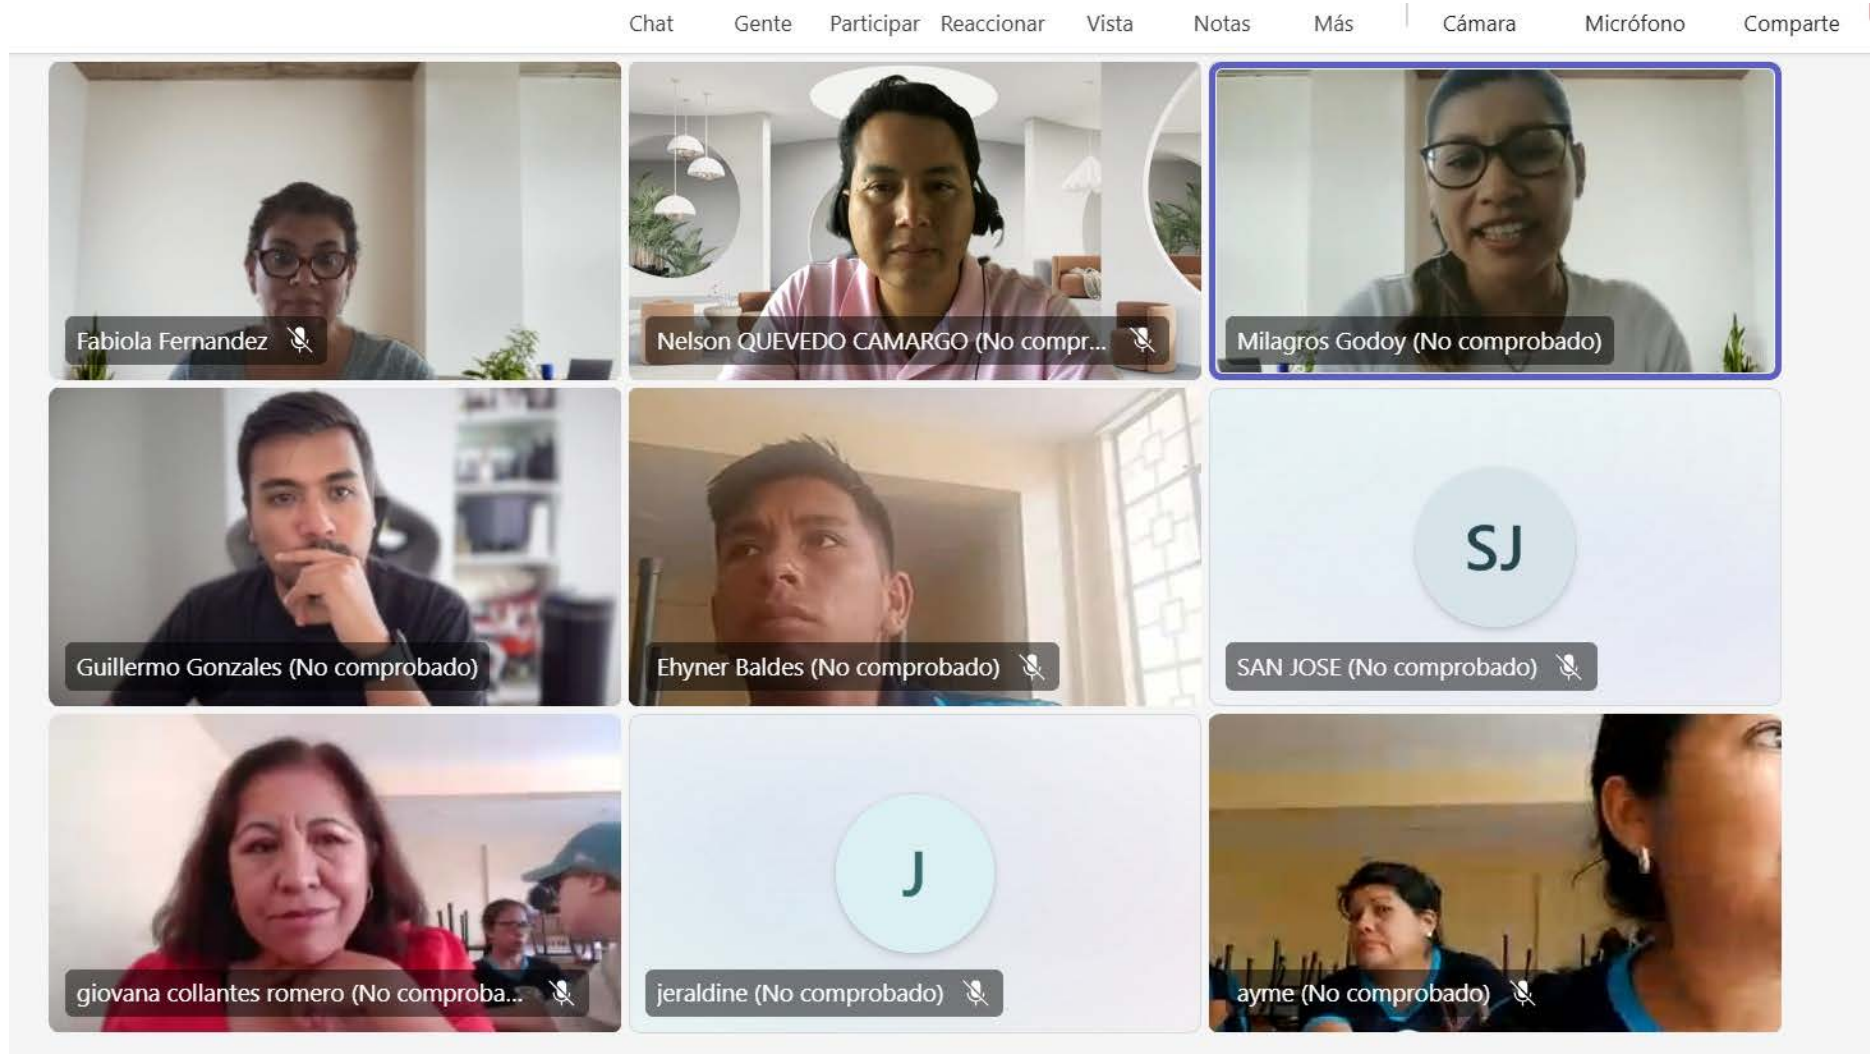 Chat Gente Participar Reaccionar Vista Notas Más Cámara Micrófono Comparte
Fabiola Fernandez
Nelson QUEVEDO CAMARGO (No compr...
Milagros Godoy (No comprobado)
Guillermo Gonzales (No comprobado)
Ehyner Baldes (No comprobado)
SJ
SAN JOSE (No comprobado)
giovana collantes romero (No comproba...
J
jeraldine (No comprobado)
ayme (No comprobado)